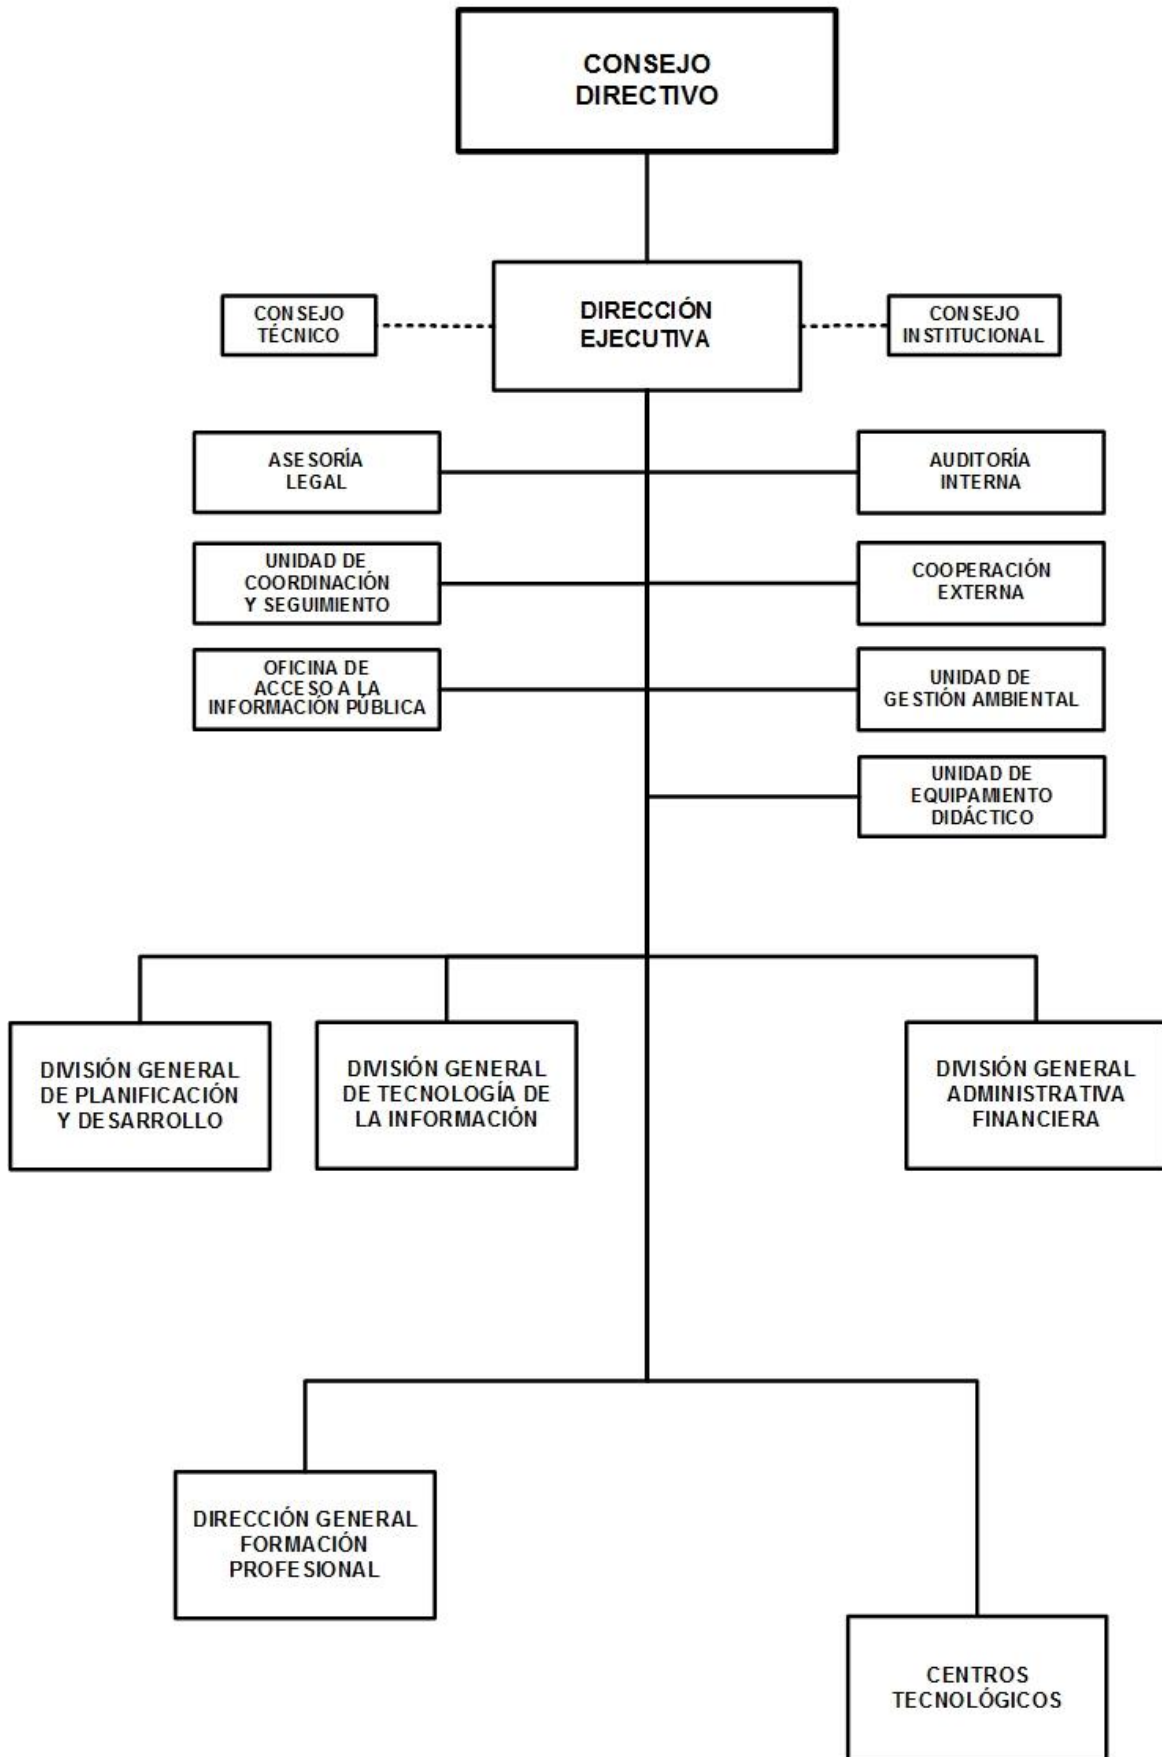 CONSEJO
DIRECTIVO
DIRECCIÓN
EJECUTIVA
CONSEJO
TÉCNICO
CONSEJO
INSTITUCIONAL
ASESORÍA
LEGAL
AUDITORÍA
INTERNA
UNIDAD DE
COORDINACIÓN
Y SEGUIMIENTO
COOPERACIÓN
EXTERNA
OFICINA DE
ACCESO A LA
INFORMACIÓN PÚBLICA
UNIDAD DE
GESTIÓN AMBIENTAL
UNIDAD DE
EQUIPAMIENTO
DIDÁCTICO
DIVISIÓN GENERAL
DE PLANIFICACIÓN
Y DESARROLLO
DIVISIÓN GENERAL
DE TECNOLOGÍA DE
LA INFORMACIÓN
DIVISIÓN GENERAL
ADMINISTRATIVA
FINANCIERA
DIRECCIÓN GENERAL
FORMACIÓN
PROFESIONAL
CENTROS
TECNOLÓGICOS